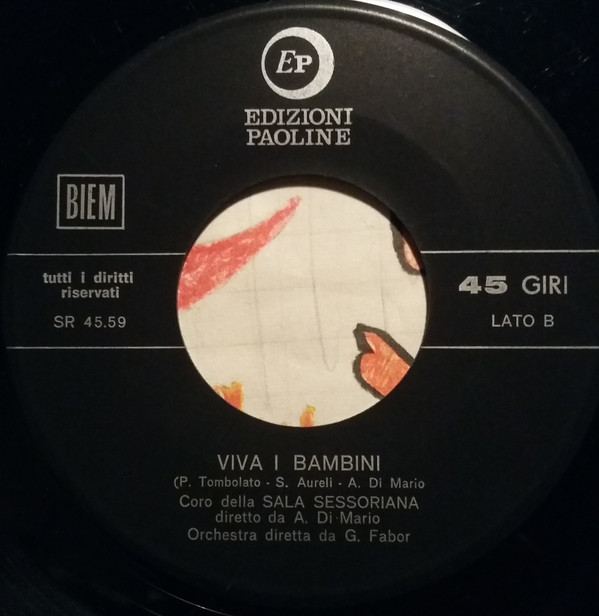 EP
EDIZIONI
PAOLINE
BIEM
tutti i diritti
riservati
SR 45.59
45 GIRI
LATO B
VIVA I BAMBINI
(P. Tombolato - S. Aureli - A. Di Mario
Coro della SALA SESSORIANA
diretto da A. Di Mario
Orchestra diretta da G. Fabor